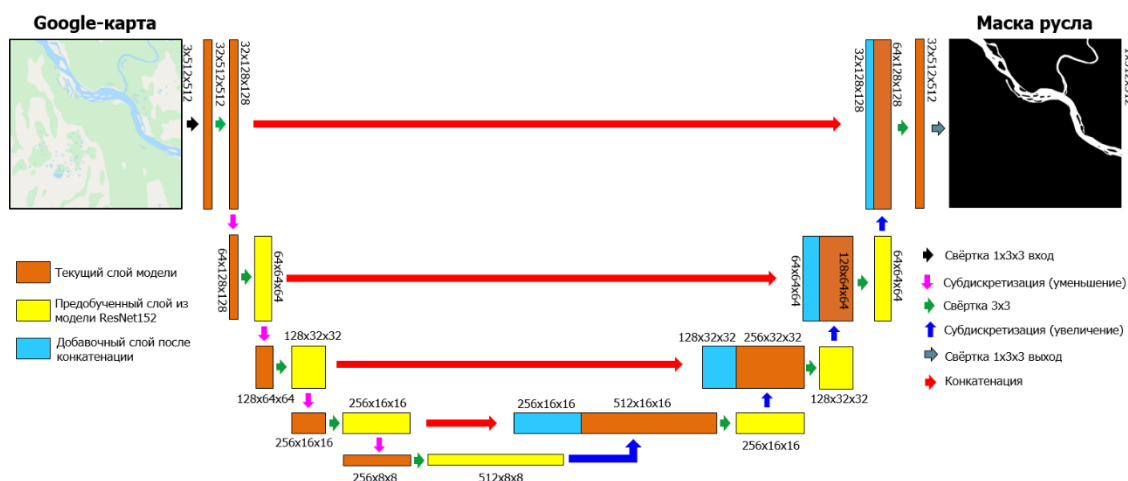 Google-карта
Маска русла
3x512x512
32x512x512
32x128x128
32x128x128
64x128x128
32x512x512
1x512x512
64x128x128
64x64x64
64x64x64
128x64x64
64x64x64
Текущий слой модели
Предобученный слой из
модели ResNet152
Добавочный слой после
конкатенации
Свёртка 1x3x3 вход
Субдискретизация (уменьшение)
Свёртка 3x3
Субдискретизация (увеличение)
Свёртка 1x3x3 выход
Конкатенация
128x32x32
128x64x64
128x32x32
256x32x32
128x32x32
256x16x16
256x16x16
256x16x16
512x16x16
256x16x16
256x8x8
512x8x8